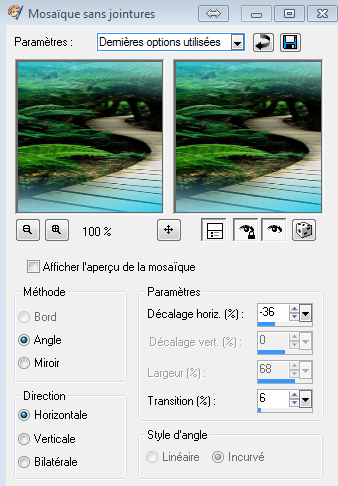 Mosaïque sans jointures
Paramètres : Dernières options utilisées
100 %
Afficher l'aperçu de la mosaïque
Méthode
Bord
Angle
Miroir
Direction
Horizontale
Verticale
Bilatérale
Paramètres
Décalage horiz. (%) : -36
Décalage vert. (%) : 0
Largeur (%) : 68
Transition (%) : 6
Style d'angle
Linéaire Incurvé